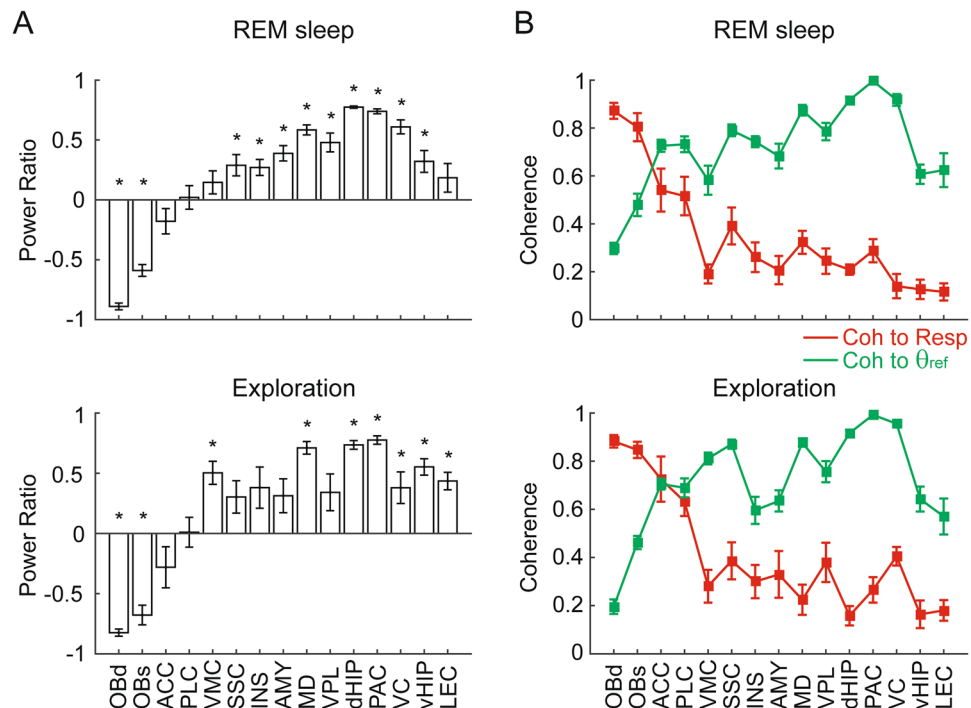 A
REM sleep
Power Ratio
1
0.5
0
-0.5
-1
* * * * * * * * * * *
B
REM sleep
Coherence
1
0.8
0.6
0.4
0.2
0
Coh to Resp
Coh to θref
Exploration
Power Ratio
1
0.5
0
-0.5
-1
* * * * * * * * *
OBd OBs ACC PLC VMC SSC INS AMY MD VPL dHIP PAC VC vHIP LEC
Exploration
Coherence
1
0.8
0.6
0.4
0.2
OBd OBs ACC PLC VMC SSC INS AMY MD VPL dHIP PAC VC vHIP LEC